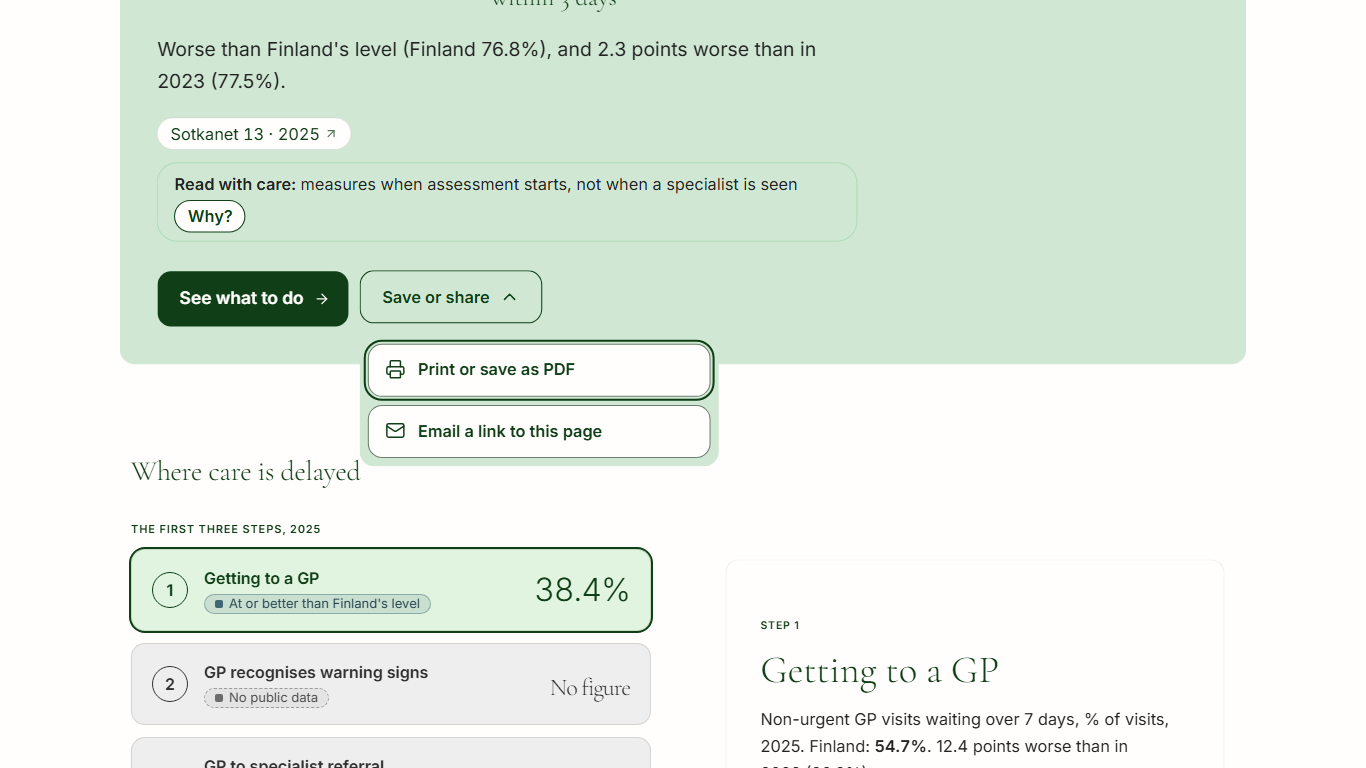 within 3 days
Worse than Finland's level (Finland 76.8%), and 2.3 points worse than in
2023 (77.5%).
Sotkanet 13 · 2025 ↗
Read with care: measures when assessment starts, not when a specialist is seen
Why?
See what to do →
Save or share
Print or save as PDF
Email a link to this page
Where care is delayed
THE FIRST THREE STEPS, 2025
1
Getting to a GP
At or better than Finland's level
38.4%
2
GP recognises warning signs
No public data
No figure
GP to specialist referral
STEP 1
Getting to a GP
Non-urgent GP visits waiting over 7 days, % of visits,
2025. Finland: 54.7%. 12.4 points worse than in